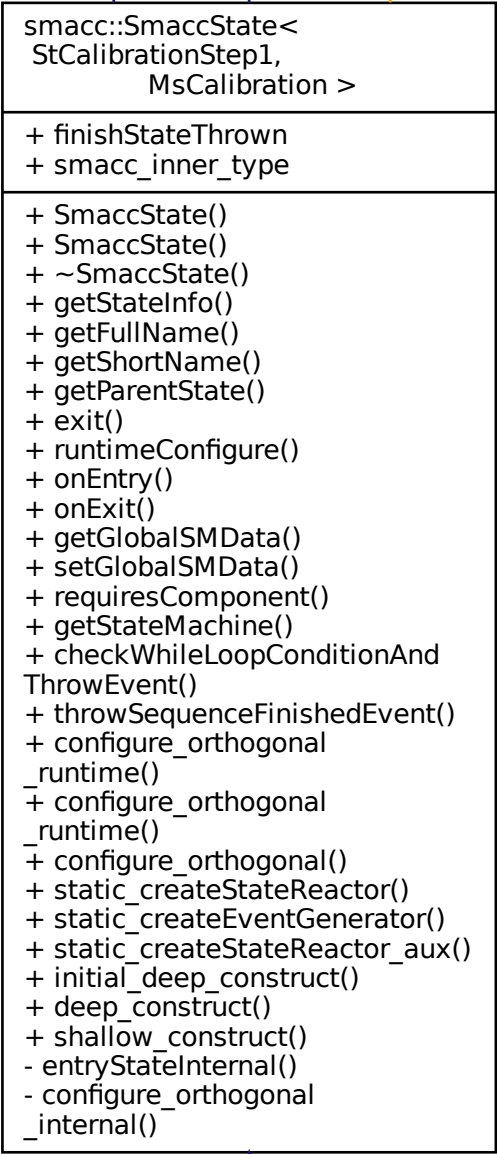 smacc::SmaccState<
StCalibrationStep1,
MsCalibration >
+ finishStateThrown
+ smacc_inner_type
+ SmaccState()
+ SmaccState()
+ ~SmaccState()
+ getStateInfo()
+ getFullName()
+ getShortName()
+ getParentState()
+ exit()
+ runtimeConfigure()
+ onEntry()
+ onExit()
+ getGlobalSMData()
+ setGlobalSMData()
+ requiresComponent()
+ getStateMachine()
+ checkWhileLoopConditionAnd
ThrowEvent()
+ throwSequenceFinishedEvent()
+ configure_orthogonal
_runtime()
+ configure_orthogonal
_runtime()
+ configure_orthogonal()
+ static_createStateReactor()
+ static_createEventGenerator()
+ static_createStateReactor_aux()
+ initial_deep_construct()
+ deep_construct()
+ shallow_construct()
- entryStateInternal()
- configure_orthogonal
_internal()